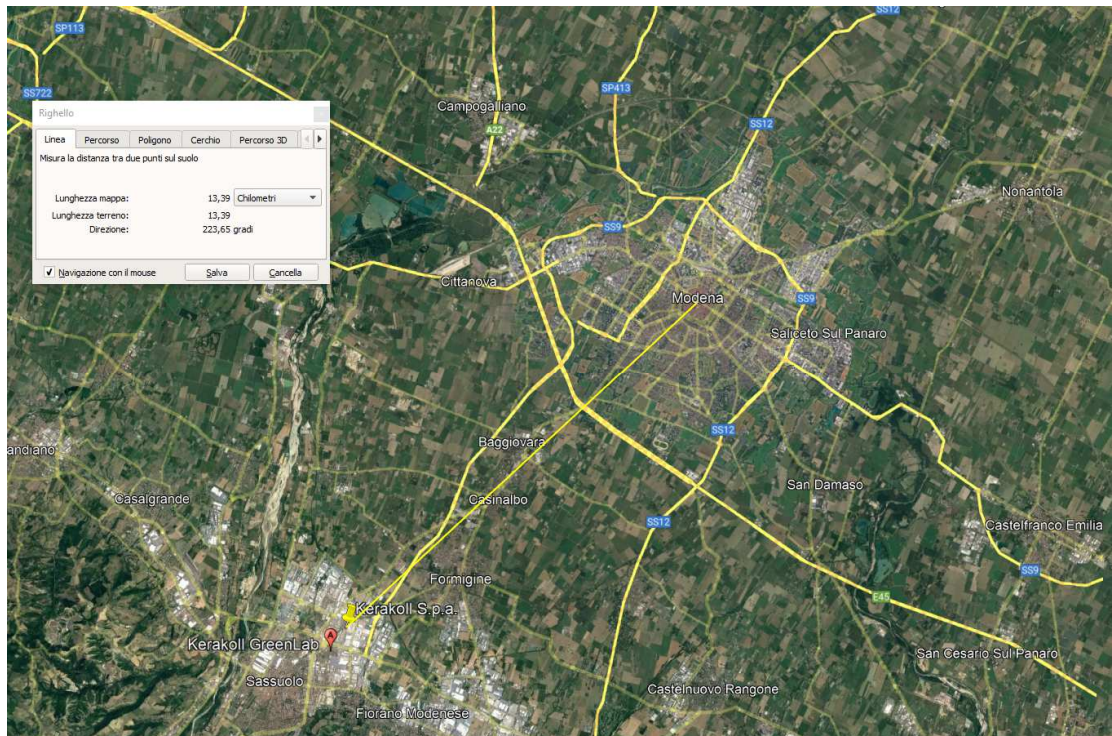 SP113
SS12
SS722
SP413
Campogalliano
A22
SS12
Righello
Linea Percorso Poligono Cerchio Percorso 3D
Misura la distanza tra due punti sul suolo
Lunghezza mappa: 13,39 Chilometri
Lunghezza terreno: 13,39
Direzione: 223,65 gradi
Navigazione con il mouse Salva Cancella
Nonantola
SS9
Cittanova
Modena
SS9
Saliceto Sul Panaro
SS12
Baggiovara
andiano
San Damaso
Casalgrande
Casinalbo
SS12
Castelfranco Emilia
SS9
Formigine
E45
Kerakoll S.p.a.
A
Kerakoll GreenLab
San Cesario Sul Panaro
Sassuolo
Castelnuovo Rangone
Fiorano Modenese